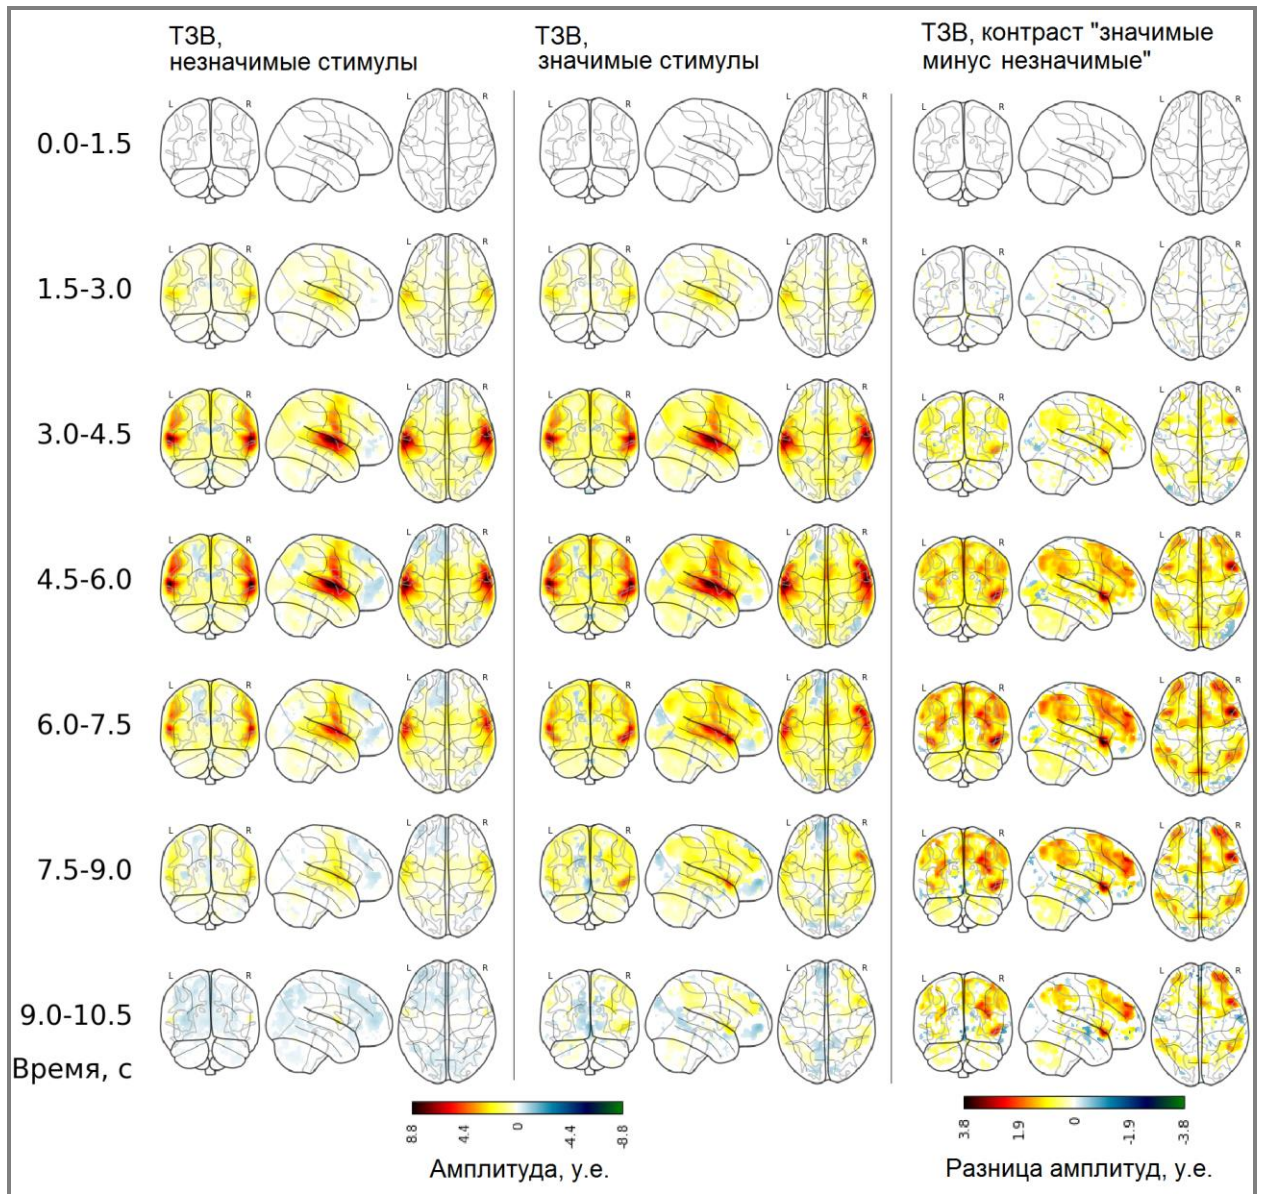 ТЗВ,
незначимые стимулы
ТЗВ,
значимые стимулы
ТЗВ, контраст "значимые
минус незначимые"
L R L R L R L R L R L R
0.0-1.5
L R L R L R L R L R L R
1.5-3.0
L R L R L R L R L R L R
3.0-4.5
L R L R L R L R L R L R
4.5-6.0
L R L R L R L R L R L R
6.0-7.5
L R L R L R L R L R L R
7.5-9.0
L R L R L R L R L R L R
9.0-10.5
Время, с
8.8 4.4 0 -4.4 -8.8
Амплитуда, у.е.
3.8 1.9 0 -1.9 -3.8
Разница амплитуд, у.е.